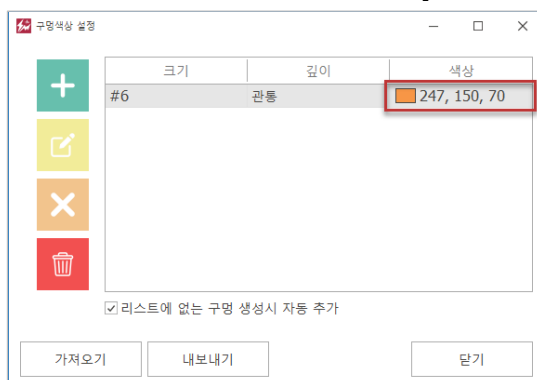 구멍색상 설정
크기 깊이 색상
#6 관통 247, 150, 70
리스트에 없는 구멍 생성시 자동 추가
가져오기 내보내기 닫기